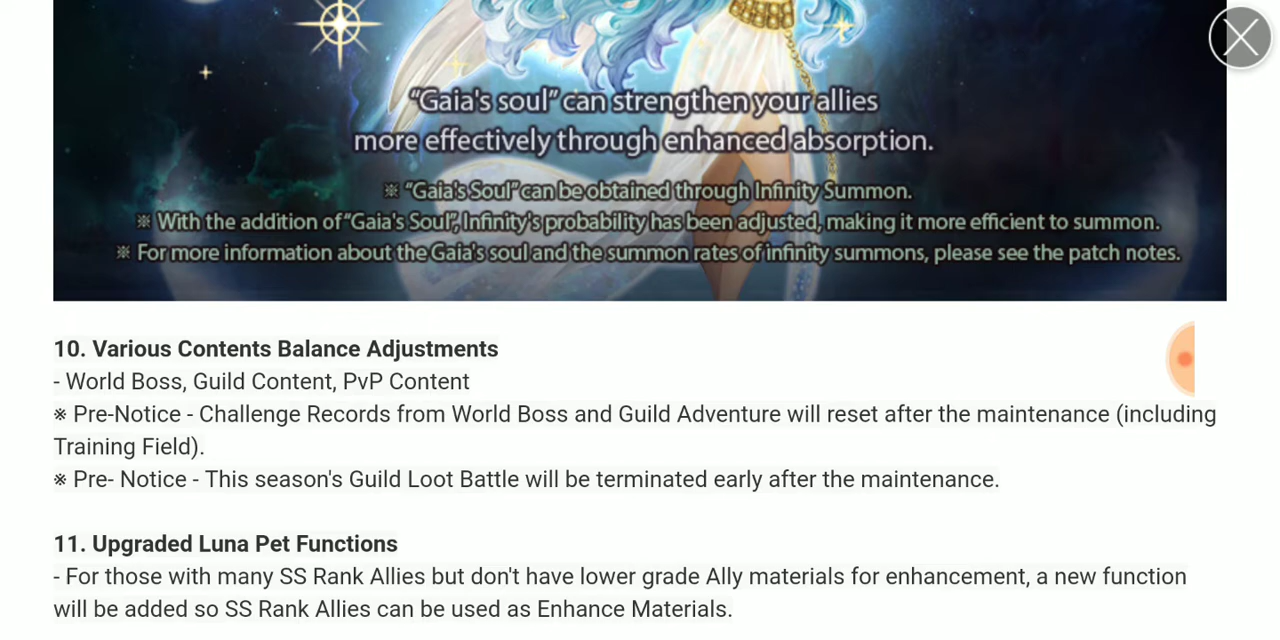 “Gaia's soul” can strengthen your allies
more effectively through enhanced absorption.
※ “Gaia's Soul” can be obtained through Infinity Summon.
※ With the addition of “Gaia's Soul”, Infinity's probability has been adjusted, making it more efficient to summon.
※ For more information about the Gaia's soul and the summon rates of infinity summons, please see the patch notes.
10. Various Contents Balance Adjustments
- World Boss, Guild Content, PvP Content
※ Pre-Notice - Challenge Records from World Boss and Guild Adventure will reset after the maintenance (including
Training Field).
※ Pre- Notice - This season's Guild Loot Battle will be terminated early after the maintenance.
11. Upgraded Luna Pet Functions
- For those with many SS Rank Allies but don't have lower grade Ally materials for enhancement, a new function
will be added so SS Rank Allies can be used as Enhance Materials.